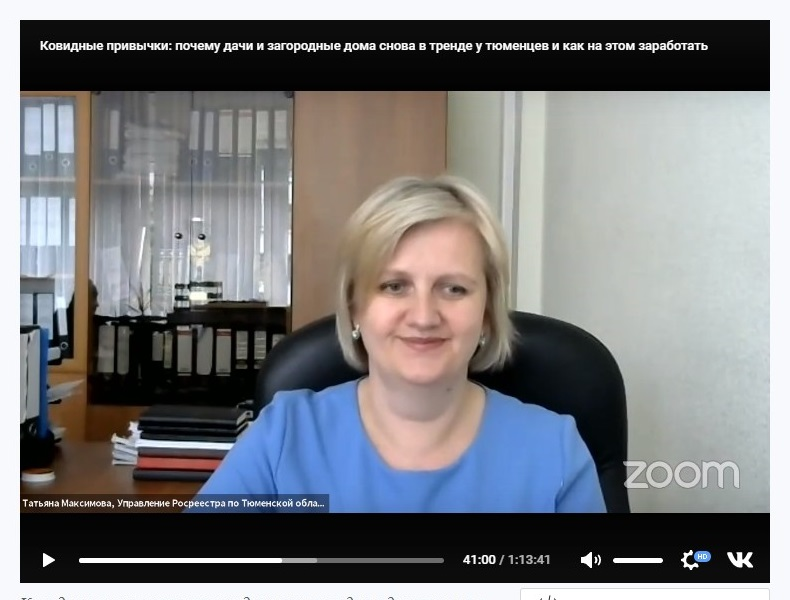 Ковидные привычки: почему дачи и загородные дома снова в тренде у тюменцев и как на этом заработать
zoom
Татьяна Максимова, Управление Росреестра по Тюменской обла...
41:00 / 1:13:41
HD